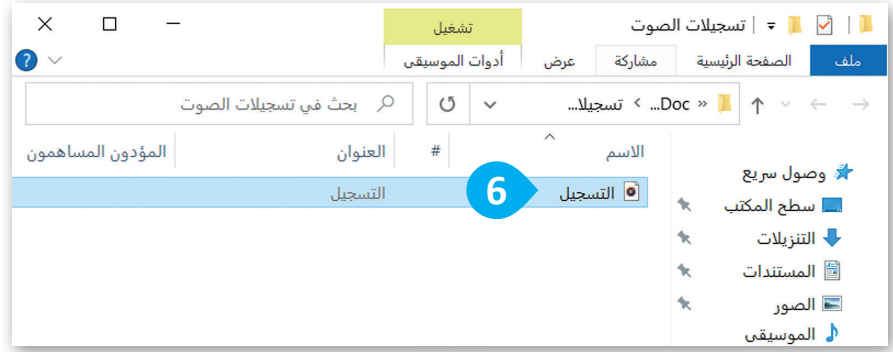 تسجيلات الصوت
تشغيل
ملف
الصفحة الرئيسية
مشاركة
عرض
أدوات الموسيقى
?
« Doc... › تسجيلا...
بحث في تسجيلات الصوت
الاسم
#
العنوان
المؤدون المساهمون
التسجيل
6
التسجيل
وصول سريع
سطح المكتب
التنزيلات
المستندات
الصور
الموسيقى